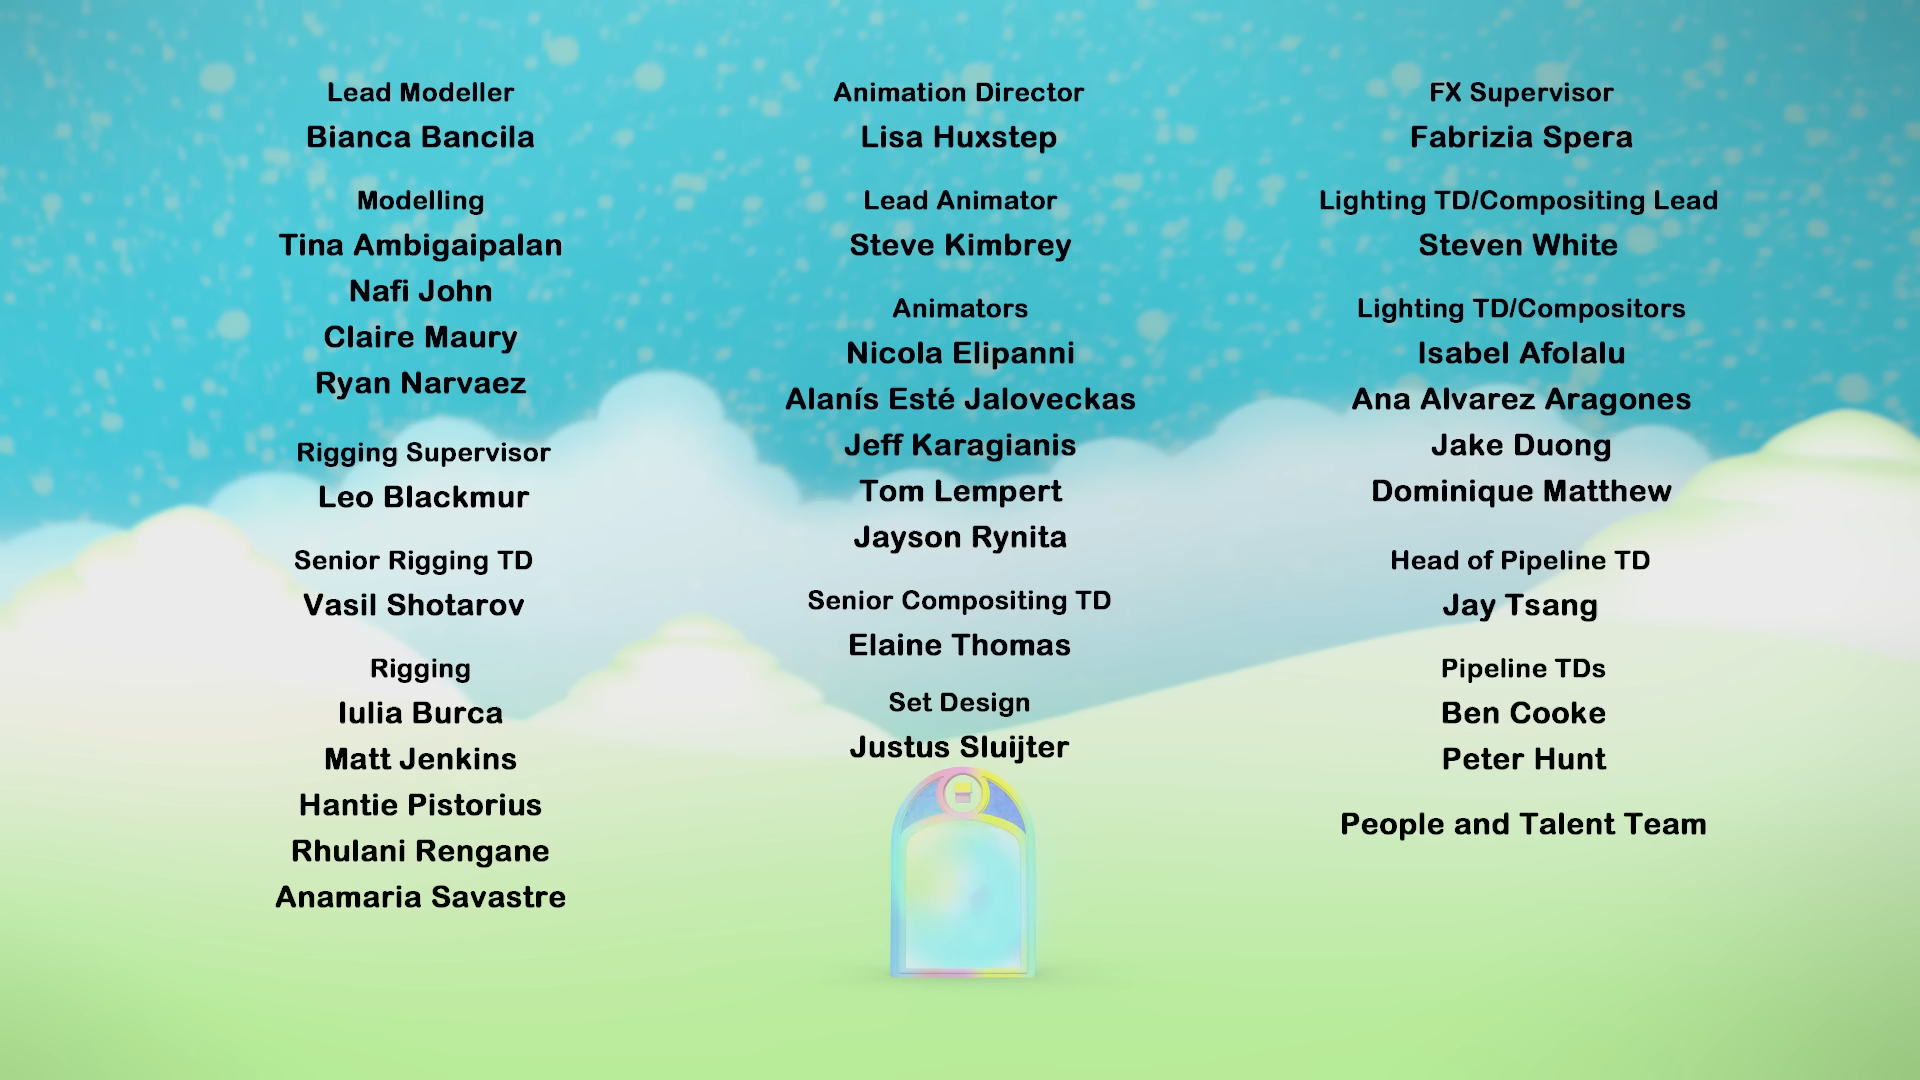 Lead Modeller
Bianca Bancila
Modelling
Tina Ambigaipalan
Nafi John
Claire Maury
Ryan Narvaez
Rigging Supervisor
Leo Blackmur
Senior Rigging TD
Vasil Shotarov
Rigging
Iulia Burca
Matt Jenkins
Hantie Pistorius
Rhulani Rengane
Anamaria Savastre
Animation Director
Lisa Huxstep
Lead Animator
Steve Kimbrey
Animators
Nicola Elipanni
Alanís Esté Jaloveckas
Jeff Karagianis
Tom Lempert
Jayson Rynita
Senior Compositing TD
Elaine Thomas
Set Design
Justus Sluijter
FX Supervisor
Fabrizia Spera
Lighting TD/Compositing Lead
Steven White
Lighting TD/Compositors
Isabel Afolalu
Ana Alvarez Aragones
Jake Duong
Dominique Matthew
Head of Pipeline TD
Jay Tsang
Pipeline TDs
Ben Cooke
Peter Hunt
People and Talent Team